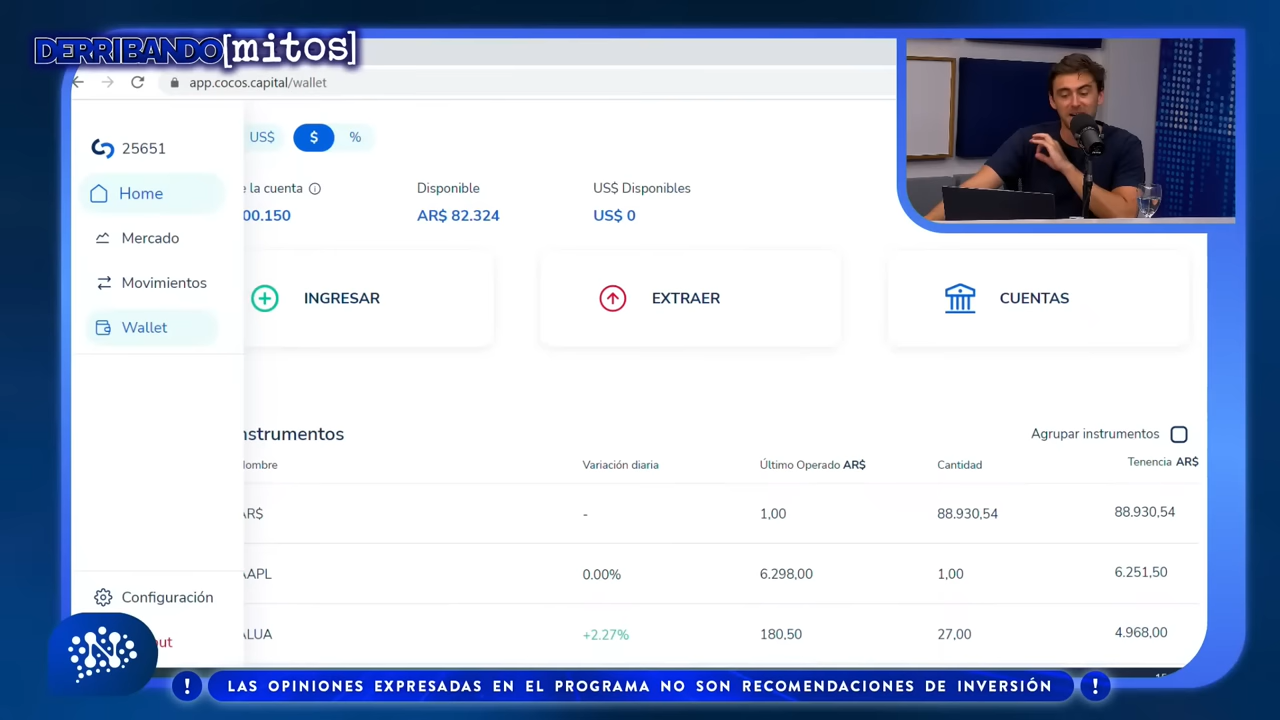 DERRIBANDO[mitos]
app.cocos.capital/wallet
25651
US$ $ %
Home
e la cuenta Disponible US$ Disponibles
00.150 AR$ 82.324 US$ 0
Mercado
Movimientos
INGRESAR EXTRAER CUENTAS
Wallet
nstrumentos Agrupar instrumentos
Variación diaria Último Operado AR$ Cantidad Tenencia AR$
AR$ - 1,00 88.930,54 88.930,54
AAPL 0.00% 6.298,00 1,00 6.251,50
ALUA +2.27% 180,50 27,00 4.968,00
Configuración
ut
! LAS OPINIONES EXPRESADAS EN EL PROGRAMA NO SON RECOMENDACIONES DE INVERSIÓN !